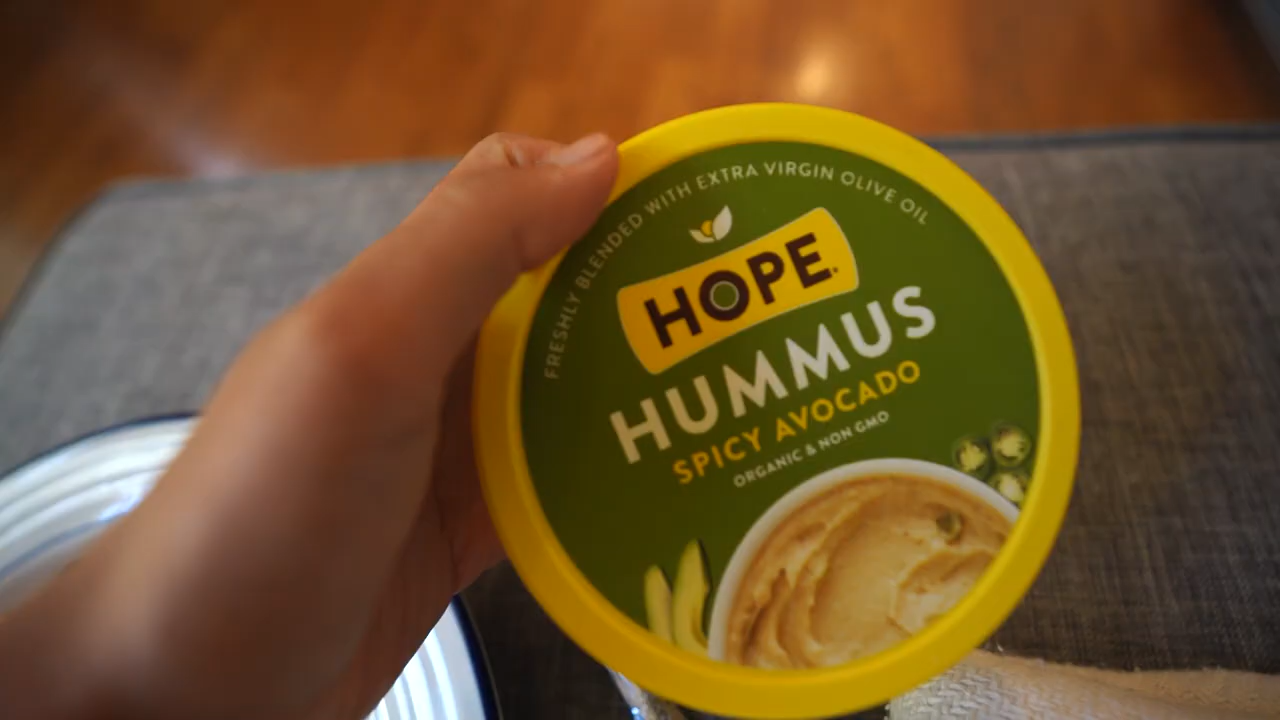 FRESHLY BLENDED WITH EXTRA VIRGIN OLIVE OIL
HOPE
HUMMUS
SPICY AVOCADO
ORGANIC & NON GMO